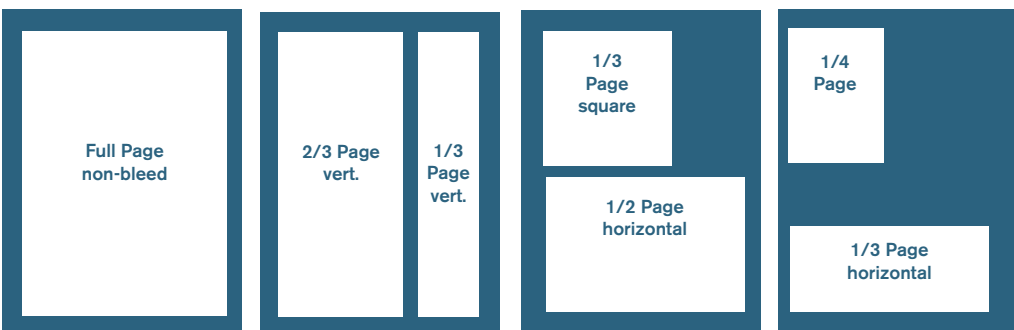 Full Page
non-bleed
2/3 Page
vert.
1/3
Page
vert.
1/3
Page
square
1/2 Page
horizontal
1/4
Page
1/3 Page
horizontal